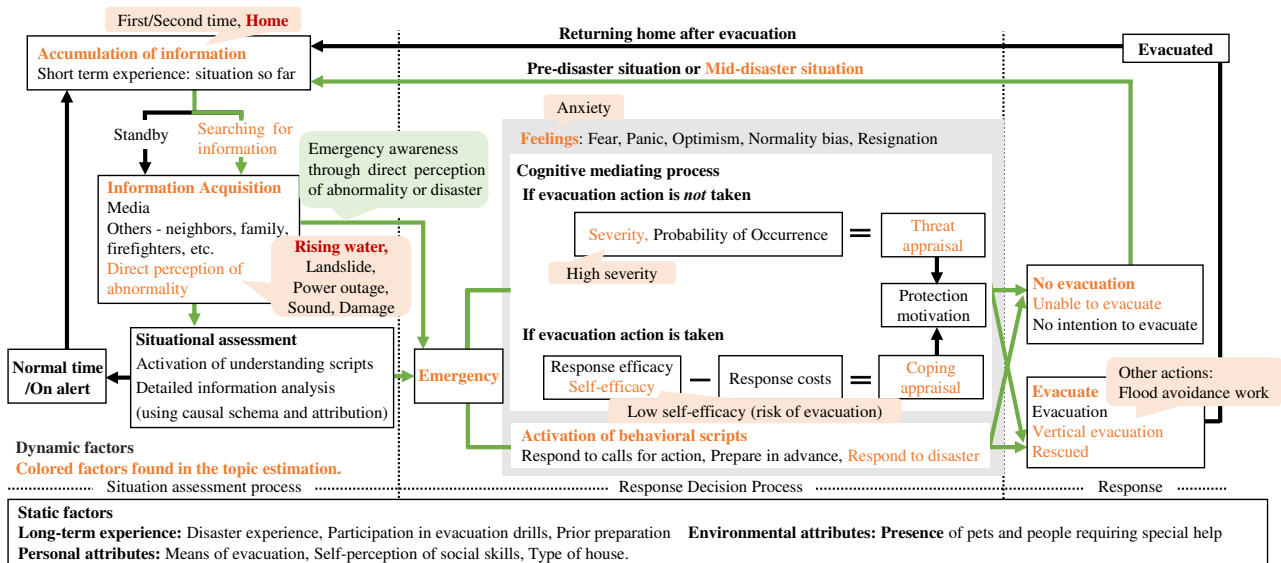 First/Second time, Home
Returning home after evacuation
Evacuated
Accumulation of information
Short term experience: situation so far
Pre-disaster situation or Mid-disaster situation
Anxiety
Standby
Searching for
information
Emergency awareness
through direct perception
of abnormality or disaster
Feelings: Fear, Panic, Optimism, Normality bias, Resignation
Cognitive mediating process
If evacuation action is not taken
Information Acquisition
Media
Others - neighbors, family,
firefighters, etc.
Direct perception of
abnormality
Rising water,
Landslide,
Power outage,
Sound, Damage
Severity, Probability of Occurrence
=
Threat
appraisal
High severity
Protection
motivation
No evacuation
Unable to evacuate
No intention to evacuate
If evacuation action is taken
Situational assessment
Activation of understanding scripts
Detailed information analysis
(using causal schema and attribution)
Normal time
/On alert
Emergency
Response efficacy
Self-efficacy
−
Response costs
=
Coping
appraisal
Low self-efficacy (risk of evacuation)
Other actions:
Flood avoidance work
Evacuate
Evacuation
Vertical evacuation
Rescued
Activation of behavioral scripts
Respond to calls for action, Prepare in advance, Respond to disaster
Dynamic factors
Colored factors found in the topic estimation.
Situation assessment process
Response Decision Process
Response
Static factors
Long-term experience: Disaster experience, Participation in evacuation drills, Prior preparation Environmental attributes: Presence of pets and people requiring special help
Personal attributes: Means of evacuation, Self-perception of social skills, Type of house.